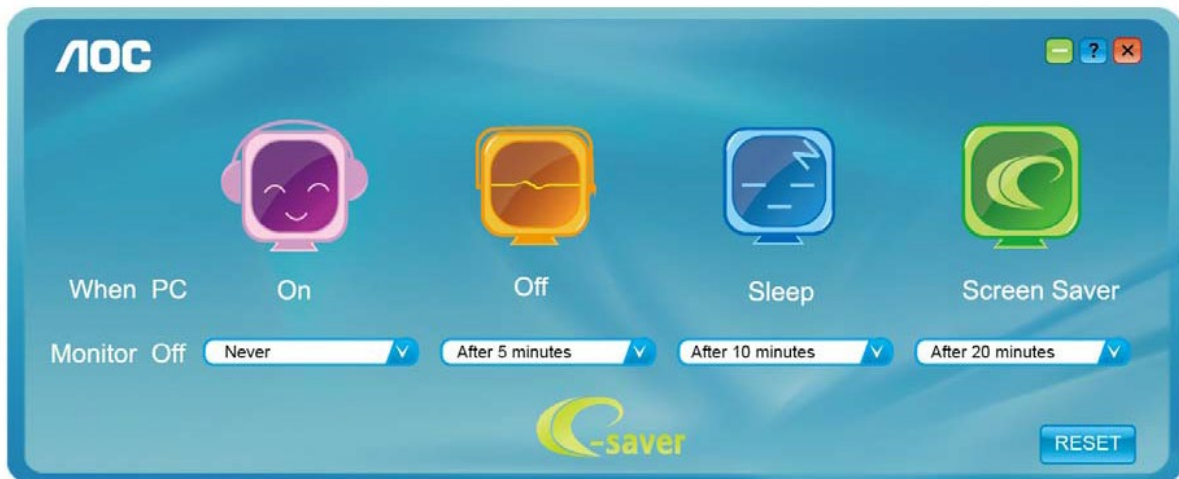 AOC
?
When PC On Off Sleep Screen Saver
Monitor Off Never After 5 minutes After 10 minutes After 20 minutes
e-saver
RESET